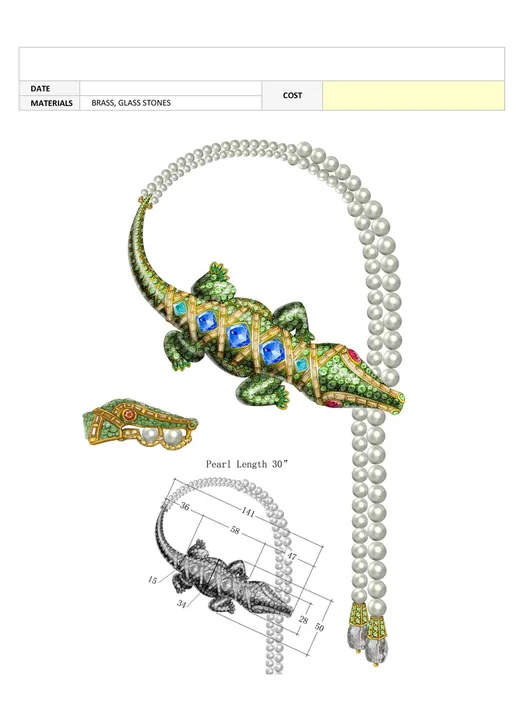 DATE
COST
MATERIALS BRASS, GLASS STONES
Pearl Length 30”
141
36
58
47
15
34
28
50